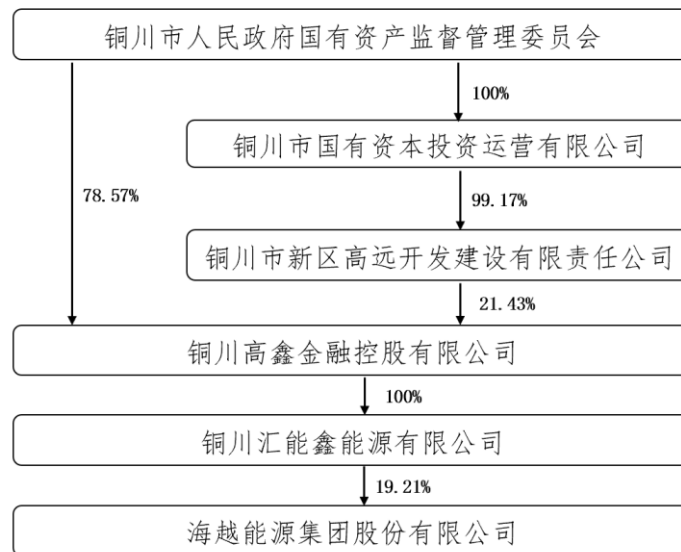 铜川市人民政府国有资产监督管理委员会
100%
铜川市国有资本投资运营有限公司
78.57%
99.17%
铜川市新区高远开发建设有限责任公司
21.43%
铜川高鑫金融控股有限公司
100%
铜川汇能鑫能源有限公司
19.21%
海越能源集团股份有限公司